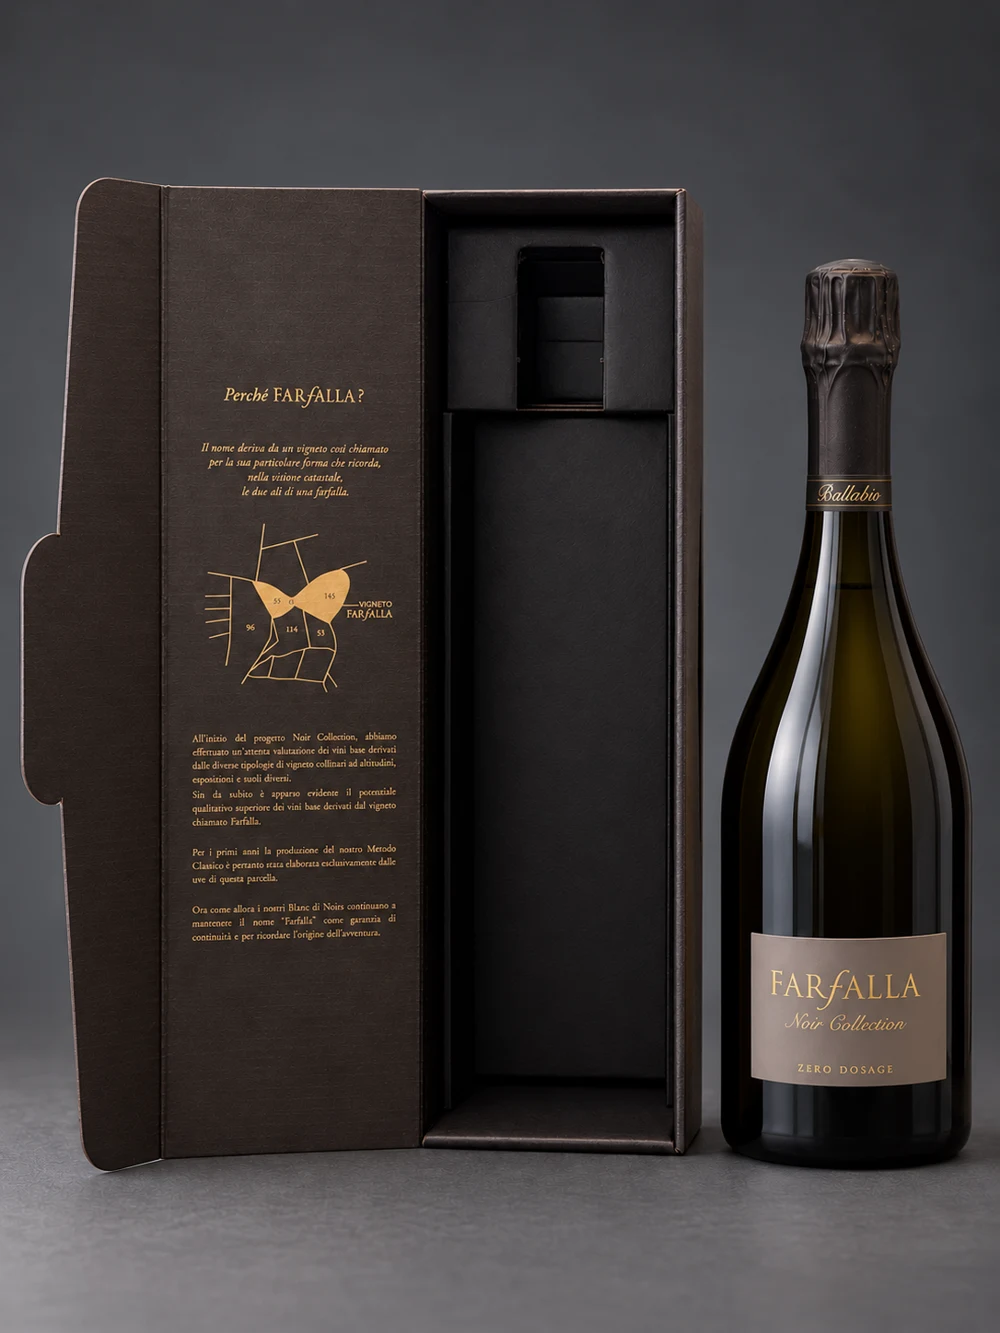 Perché FARfALLA?
Il nome deriva da un vigneto così chiamato
per la sua particolare forma che ricorda,
nella visione catastale,
le due ali di una farfalla.
55
145
VIGNETO
FARfALLA
96
114
53
All'inizio del progetto Noir Collection, abbiamo
effettuato un'attenta valutazione dei vini base derivati
dalle diverse tipologie di vigneto collinari ad altitudini,
esposizioni e suoli diversi.
Sin da subito è apparso evidente il potenziale
qualitativo superiore dei vini base derivati dal vigneto
chiamato Farfalla.
Per i primi anni la produzione del nostro Metodo
Classico è pertanto stata elaborata esclusivamente dalle
uve di questa parcella.
Ora come allora i nostri Blanc de Noirs continuano a
mantenere il nome "Farfalla" come garanzia di
continuità e per ricordare l'origine dell'avventura.
Ballabio
FARfALLA
Noir Collection
ZERO DOSAGE